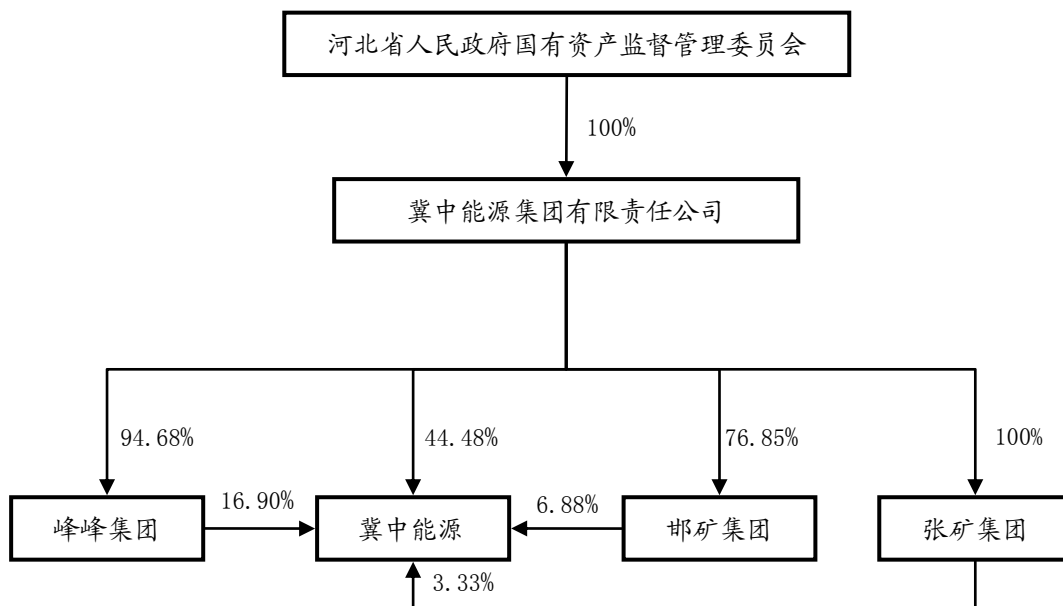 河北省人民政府国有资产监督管理委员会
100%
冀中能源集团有限责任公司
94.68%
44.48%
76.85%
100%
峰峰集团
16.90%
冀中能源
6.88%
邯矿集团
张矿集团
3.33%